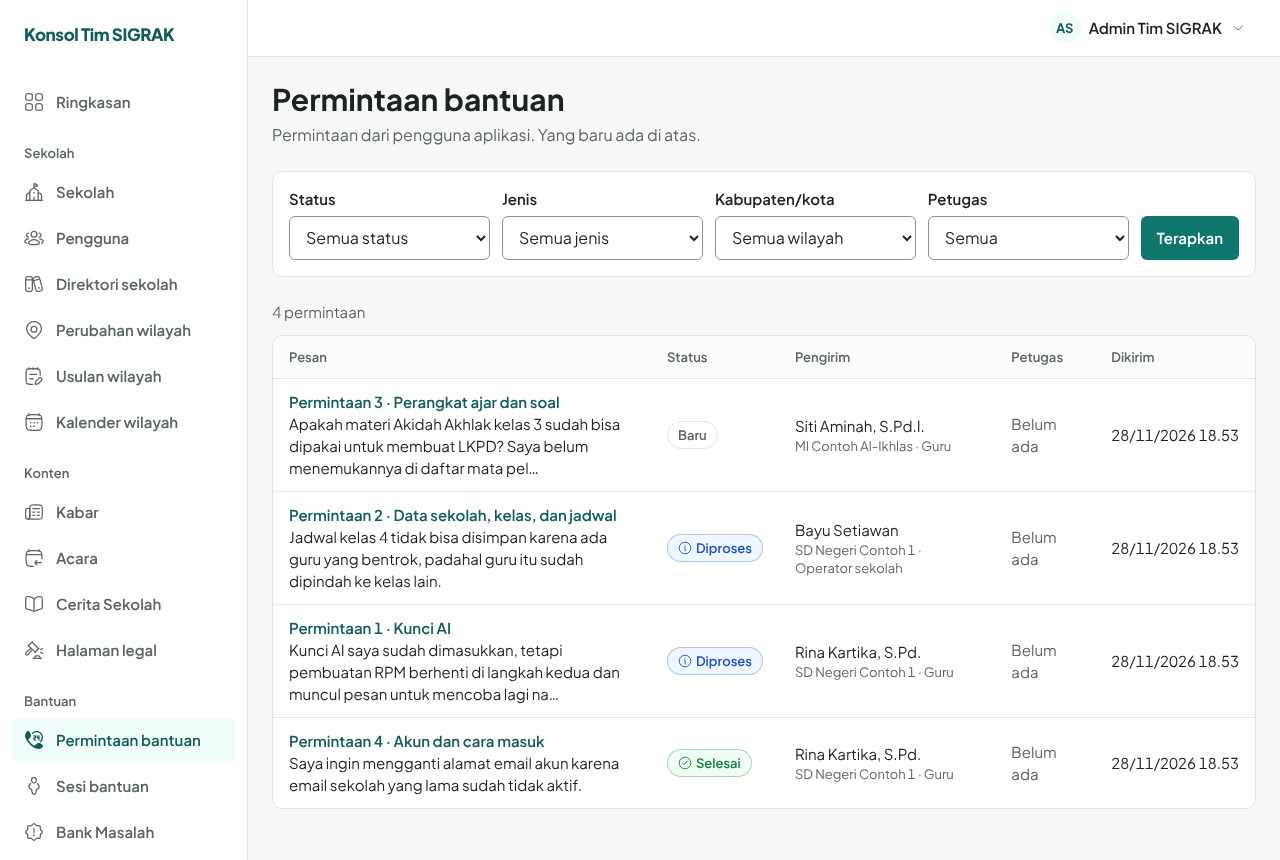 Konsol Tim SIGRAK
AS Admin Tim SIGRAK
Ringkasan
Sekolah
Sekolah
Pengguna
Direktori sekolah
Perubahan wilayah
Usulan wilayah
Kalender wilayah
Konten
Kabar
Acara
Cerita Sekolah
Halaman legal
Bantuan
Permintaan bantuan
Sesi bantuan
Bank Masalah
Permintaan bantuan
Permintaan dari pengguna aplikasi. Yang baru ada di atas.
Status Jenis Kabupaten/kota Petugas
Semua status Semua jenis Semua wilayah Semua Terapkan
4 permintaan
Pesan Status Pengirim Petugas Dikirim
Permintaan 3 · Perangkat ajar dan soal
Apakah materi Akidah Akhlak kelas 3 sudah bisa
dipakai untuk membuat LKPD? Saya belum
menemukannya di daftar mata pel…
Baru
Siti Aminah, S.Pd.I.
MI Contoh Al-Ikhlas · Guru
Belum
ada
28/11/2026 18.53
Permintaan 2 · Data sekolah, kelas, dan jadwal
Jadwal kelas 4 tidak bisa disimpan karena ada
guru yang bentrok, padahal guru itu sudah
dipindah ke kelas lain.
Diproses
Bayu Setiawan
SD Negeri Contoh 1 ·
Operator sekolah
Belum
ada
28/11/2026 18.53
Permintaan 1 · Kunci AI
Kunci AI saya sudah dimasukkan, tetapi
pembuatan RPM berhenti di langkah kedua dan
muncul pesan untuk mencoba lagi na…
Diproses
Rina Kartika, S.Pd.
SD Negeri Contoh 1 · Guru
Belum
ada
28/11/2026 18.53
Permintaan 4 · Akun dan cara masuk
Saya ingin mengganti alamat email akun karena
email sekolah yang lama sudah tidak aktif.
Selesai
Rina Kartika, S.Pd.
SD Negeri Contoh 1 · Guru
Belum
ada
28/11/2026 18.53